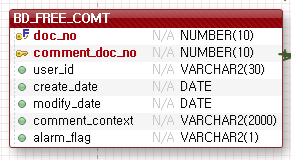 BD_FREE_COMT
F doc_no N/A NUMBER(10)
comment_doc_no N/A NUMBER(10)
user_id N/A VARCHAR2(30)
create_date N/A DATE
modify_date N/A DATE
comment_context N/A VARCHAR2(2000)
alarm_flag N/A VARCHAR2(1)